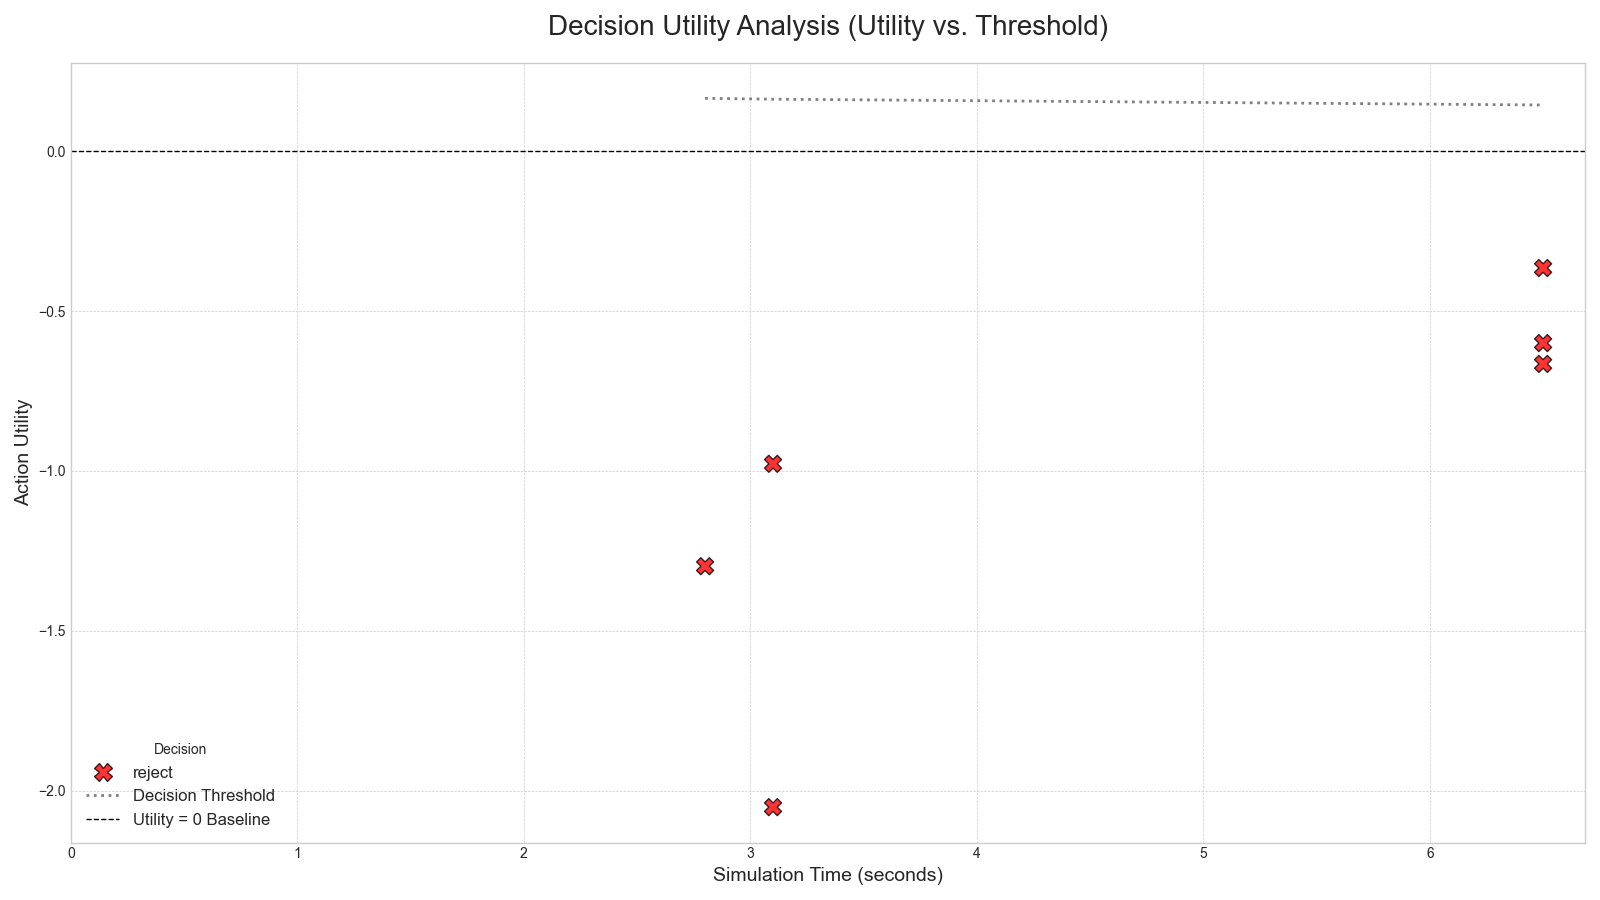 Decision Utility Analysis (Utility vs. Threshold)
Action Utility
0.0
−0.5
−1.0
−1.5
−2.0
Decision
reject
Decision Threshold
Utility = 0 Baseline
0 1 2 3 4 5 6
Simulation Time (seconds)